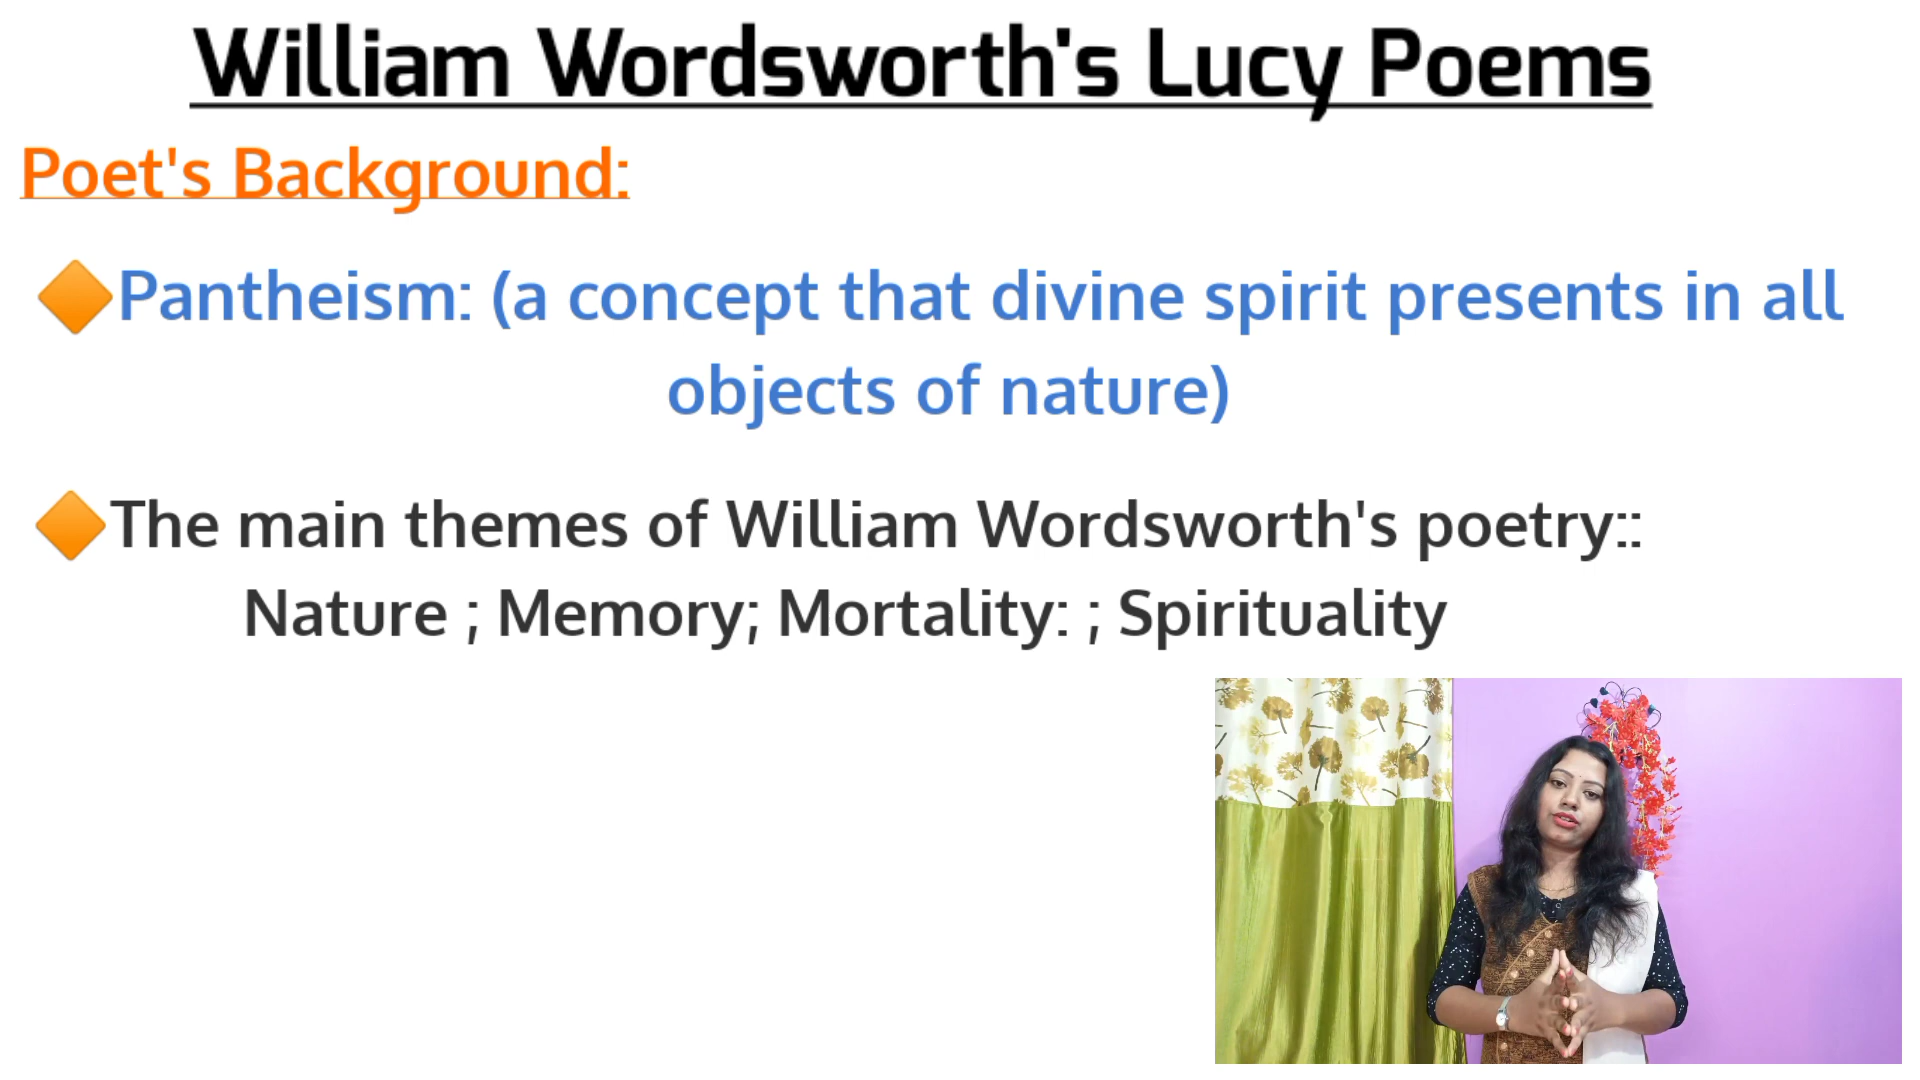 William Wordsworth's Lucy Poems
Poet's Background:
🔶Pantheism: (a concept that divine spirit presents in all
objects of nature)
🔶The main themes of William Wordsworth's poetry::
Nature ; Memory; Mortality: ; Spirituality